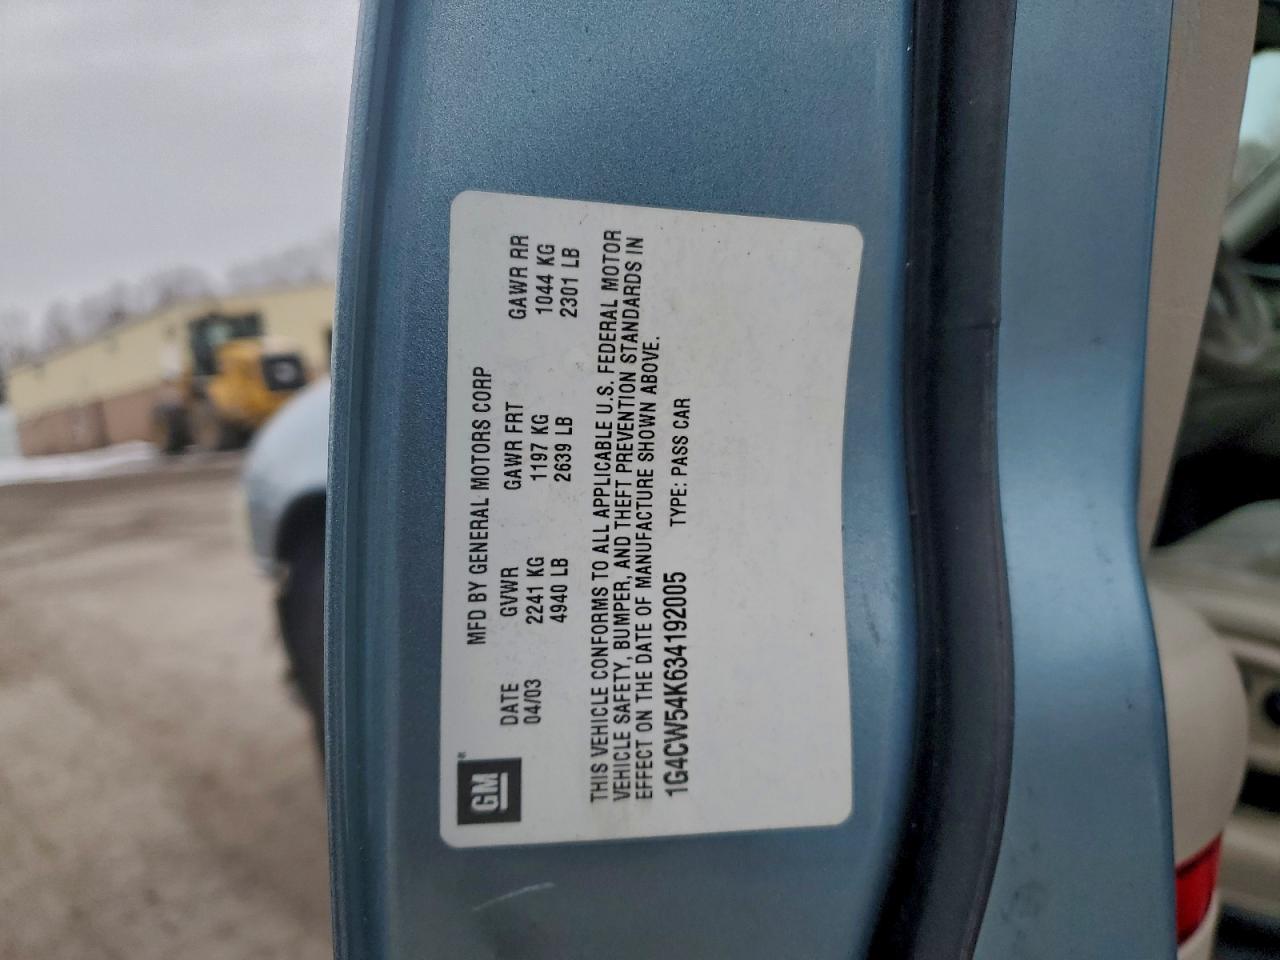 GM
MFD BY GENERAL MOTORS CORP
DATE GVWR GAWR FRT GAWR RR
04/03 2241 KG 1197 KG 1044 KG
4940 LB 2639 LB 2301 LB
THIS VEHICLE CONFORMS TO ALL APPLICABLE U.S. FEDERAL MOTOR
VEHICLE SAFETY, BUMPER, AND THEFT PREVENTION STANDARDS IN
EFFECT ON THE DATE OF MANUFACTURE SHOWN ABOVE.
1G4CW54K634192005 TYPE: PASS CAR